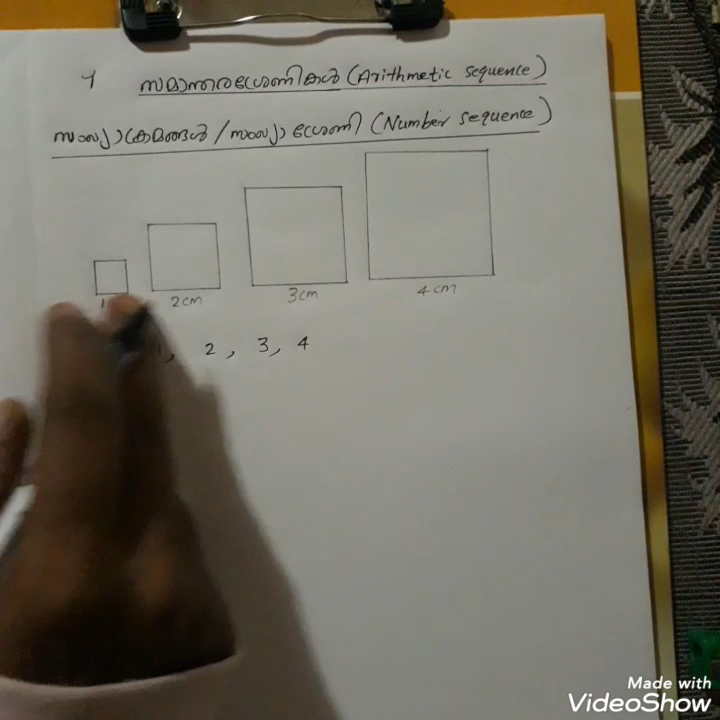 1 സമാന്തരശ്രേണികൾ (Arithmetic sequence)
സംഖ്യാക്രമങ്ങൾ / സംഖ്യാ ശ്രേണി (Number sequence)
2cm 3cm 4cm
1, 2, 3, 4
Made with
VideoShow